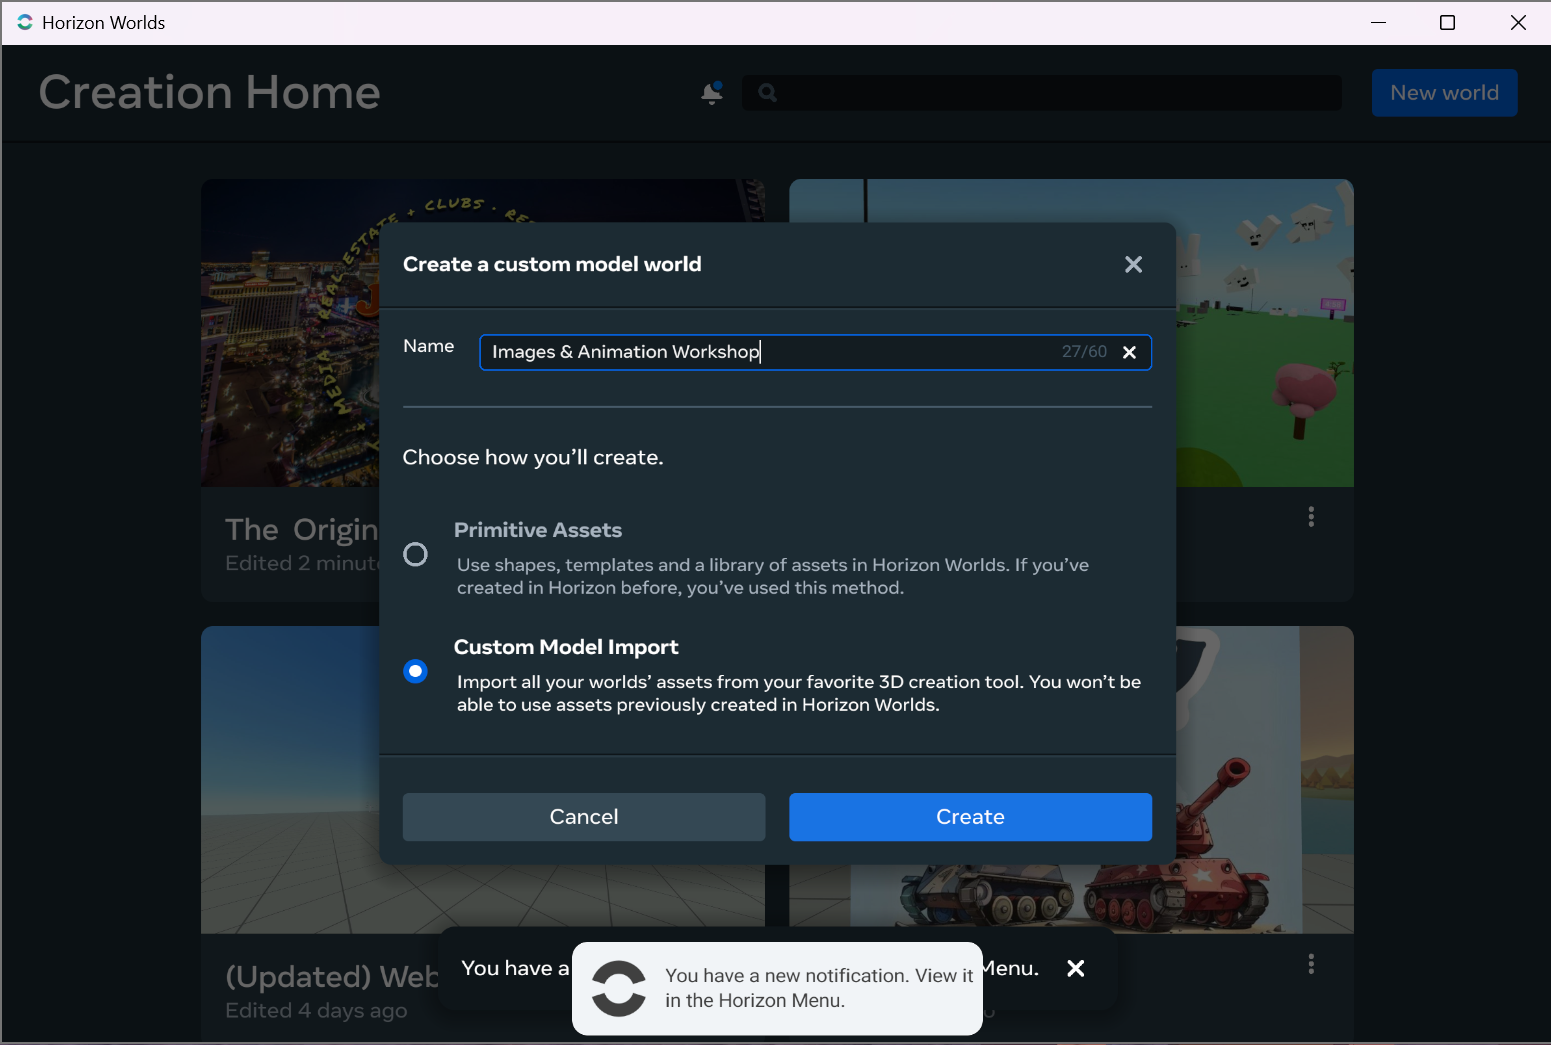 Horizon Worlds
Creation Home
New world
MEDIA REAL ESTATE + CLUBS .
Create a custom model world
Name
Images & Animation Workshop
27/60
Choose how you’ll create.
Primitive Assets
Use shapes, templates and a library of assets in Horizon Worlds. If you’ve
created in Horizon before, you’ve used this method.
Custom Model Import
Import all your worlds’ assets from your favorite 3D creation tool. You won’t be
able to use assets previously created in Horizon Worlds.
Cancel
Create
The Origin
Edited 2 minut
You have a
Menu.
You have a new notification. View it
in the Horizon Menu.
(Updated) Web
Edited 4 days ago